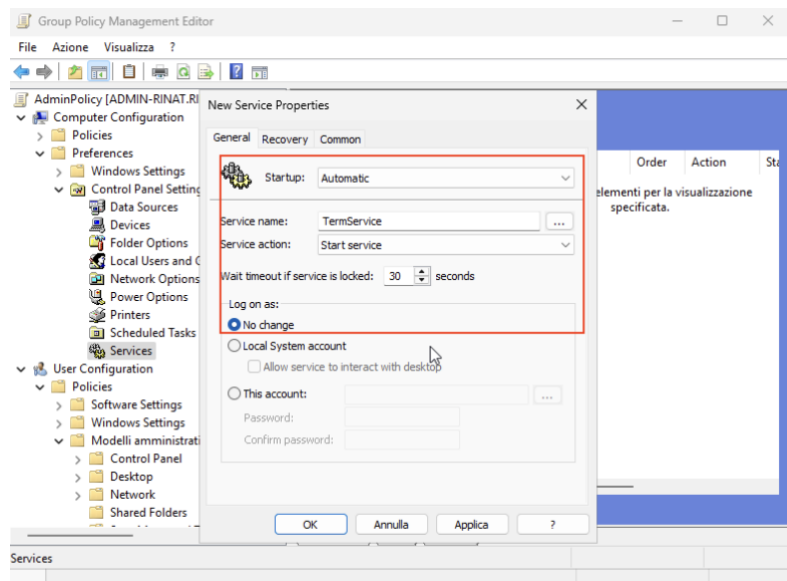 Group Policy Management Editor
File Azione Visualizza ?
AdminPolicy [ADMIN-RINAT.RI
Computer Configuration
Policies
Preferences
Windows Settings
Control Panel Setting
Data Sources
Devices
Folder Options
Local Users and G
Network Options
Power Options
Printers
Scheduled Tasks
Services
User Configuration
Policies
Software Settings
Windows Settings
Modelli amministrati
Control Panel
Desktop
Network
Shared Folders
New Service Properties
General Recovery Common
Startup: Automatic
Service name: TermService ...
Service action: Start service
Wait timeout if service is locked: 30 seconds
Log on as:
No change
Local System account
Allow service to interact with desktop
This account: ...
Password:
Confirm password:
OK Annulla Applica ?
Order Action Sta
elementi per la visualizzazione
specificata.
Services